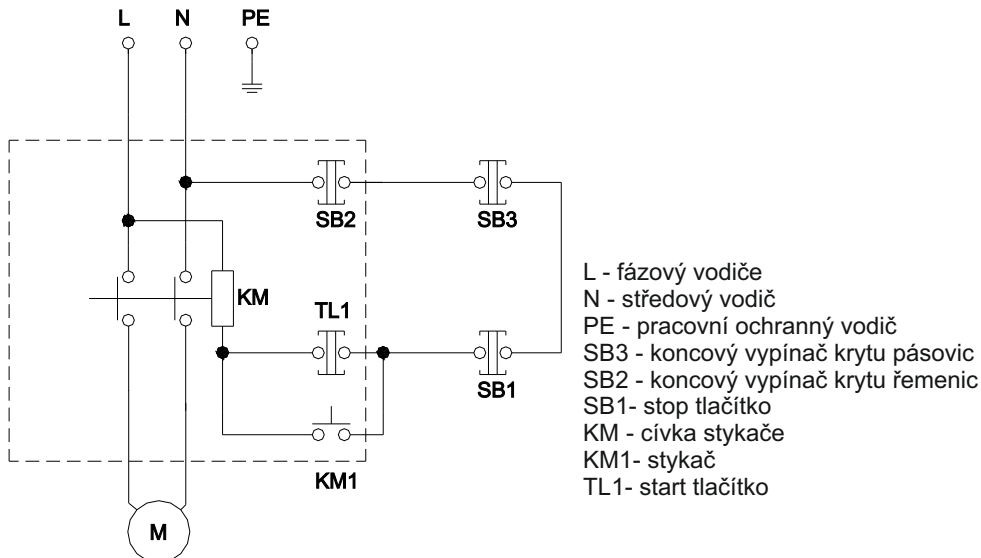 L N PE
SB2 SB3
KM
TL1
SB1
KM1
M
L - fázový vodiče
N - středový vodič
PE - pracovní ochranný vodič
SB3 - koncový vypínač krytu pásovic
SB2 - koncový vypínač krytu řemenic
SB1- stop tlačítko
KM - cívka stykače
KM1- stykač
TL1- start tlačítko